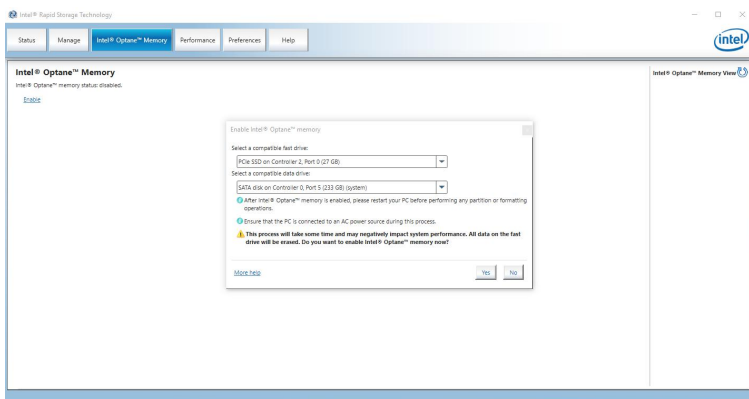 Intel® Rapid Storage Technology
Status Manage Intel® Optane™ Memory Performance Preferences Help
intel
Intel® Optane™ Memory
Intel® Optane™ memory status: disabled.
Enable
Intel® Optane™ Memory View
Enable Intel® Optane™ memory
Select a compatible fast drive:
PCIe SSD on Controller 2, Port 0 (27 GB)
Select a compatible data drive:
SATA disk on Controller 0, Port 5 (233 GB) (system)
After Intel® Optane™ memory is enabled, please restart your PC before performing any partition or formatting
operations.
Ensure that the PC is connected to an AC power source during this process.
This process will take some time and may negatively impact system performance. All data on the fast
drive will be erased. Do you want to enable Intel® Optane™ memory now?
More help
Yes No